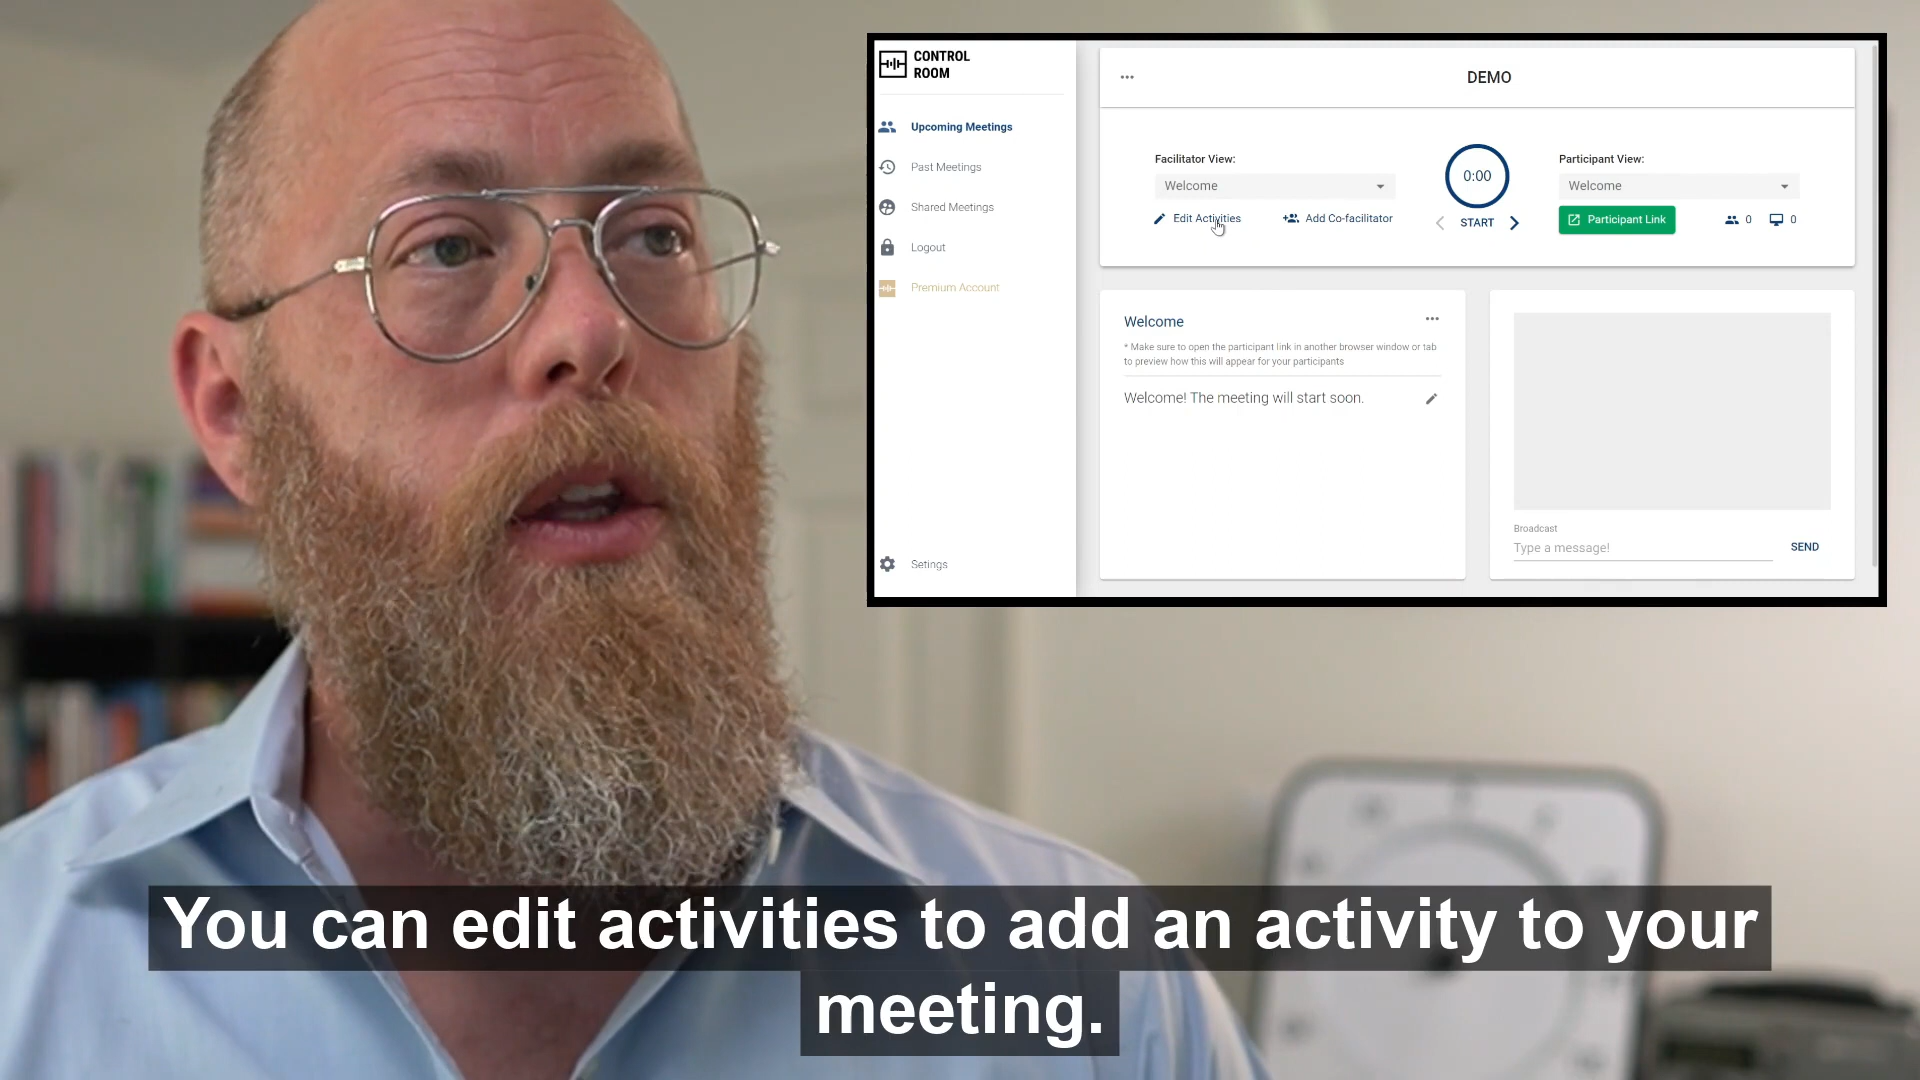 CONTROL
ROOM
Upcoming Meetings
Past Meetings
Shared Meetings
Logout
Premium Account
Setings
DEMO
Facilitator View:
Welcome
Edit Activities
Add Co-facilitator
0:00
START
Participant View:
Welcome
Participant Link
0
0
Welcome
* Make sure to open the participant link in another browser window or tab
to preview how this will appear for your participants
Welcome! The meeting will start soon.
Broadcast
Type a message!
SEND
You can edit activities to add an activity to your
meeting.